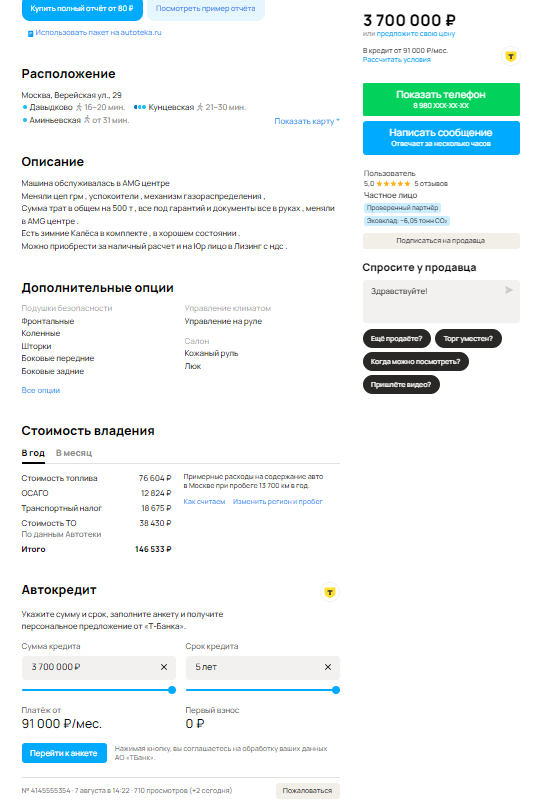 Купить полный отчёт от 80 ₽
Посмотреть пример отчёта
Использовать пакет на autoteka.ru
Расположение
Москва, Верейская ул., 29
Давыдково 16–20 мин. Кунцевская 21–30 мин.
Аминьевская от 31 мин.
Показать карту
Описание
Машина обслуживалась в AMG центре
Меняли цеп грм , успокоители , механизм газораспределения ,
Сумма трат в общем на 500 т , все под гарантий и документы все в руках , меняли
в AMG центре .
Есть зимние Калёса в комплекте , в хорошем состоянии .
Можно приобрести за наличный расчет и на Юр лицо в Лизинг с ндс .
Дополнительные опции
Подушки безопасности
Фронтальные
Коленные
Шторки
Боковые передние
Боковые задние
Управление климатом
Управление на руле
Салон
Кожаный руль
Люк
Все опции
Стоимость владения
В год В месяц
Стоимость топлива 76 604 ₽
ОСАГО 12 824 ₽
Транспортный налог 18 675 ₽
Стоимость ТО 38 430 ₽
По данным Автотеки
Итого 146 533 ₽
Примерные расходы на содержание авто
в Москве при пробеге 13 700 км в год.
Как считаем Изменить регион и пробег
Автокредит
Укажите сумму и срок, заполните анкету и получите
персональное предложение от «Т-Банка».
Сумма кредита
3 700 000 ₽
Срок кредита
5 лет
Платёж от
91 000 ₽/мес.
Первый взнос
0 ₽
Перейти к анкете
Нажимая кнопку, вы соглашаетесь на обработку ваших данных
АО «ТБанк».
№ 4145555354 · 7 августа в 14:22 · 710 просмотров (+2 сегодня)
Пожаловаться
3 700 000 ₽
или предложите свою цену
В кредит от 91 000 ₽/мес.
Рассчитать условия
Показать телефон
8 980 XXX-XX-XX
Написать сообщение
Отвечает за несколько часов
Пользователь
5,0 5 отзывов
Частное лицо
Проверенный партнёр
Эковклад: −6,05 тонн CO₂
Подписаться на продавца
Спросите у продавца
Здравствуйте!
Ещё продаёте?
Торг уместен?
Когда можно посмотреть?
Пришлёте видео?